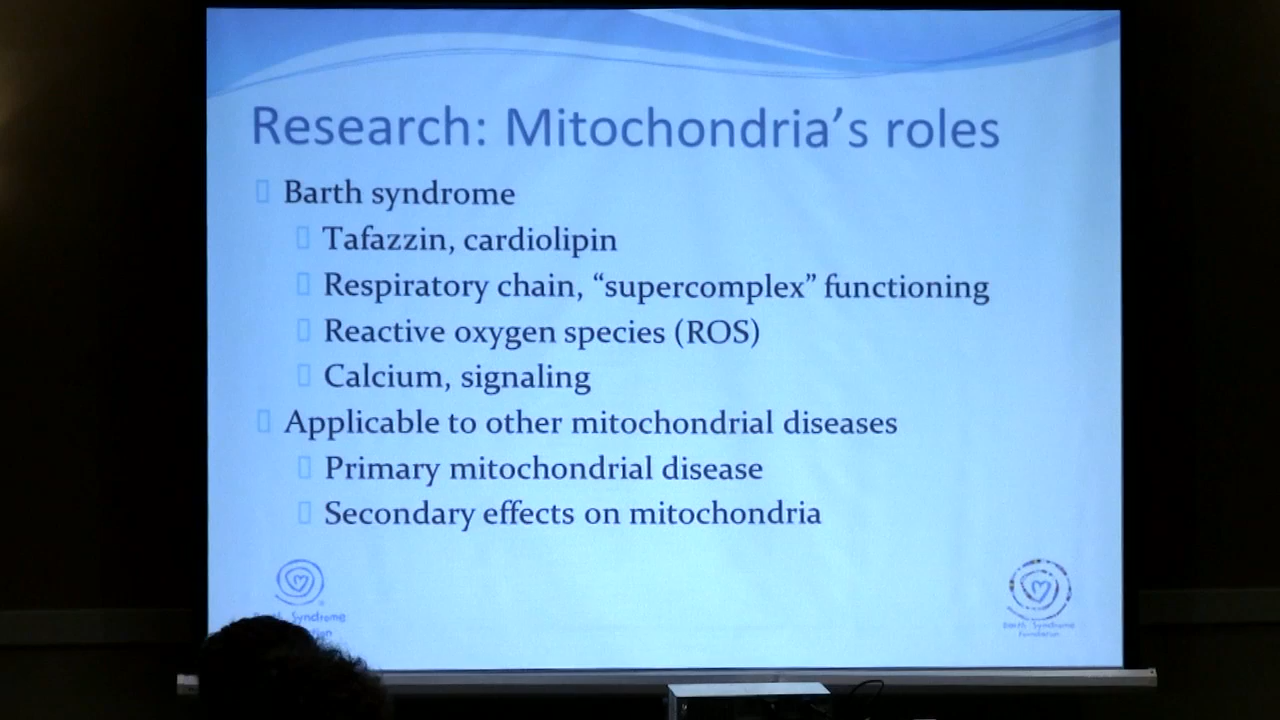 Research: Mitochondria's roles
Barth syndrome
Tafazzin, cardiolipin
Respiratory chain, “supercomplex” functioning
Reactive oxygen species (ROS)
Calcium, signaling
Applicable to other mitochondrial diseases
Primary mitochondrial disease
Secondary effects on mitochondria
Syndrome
Barth Syndrome
Foundation